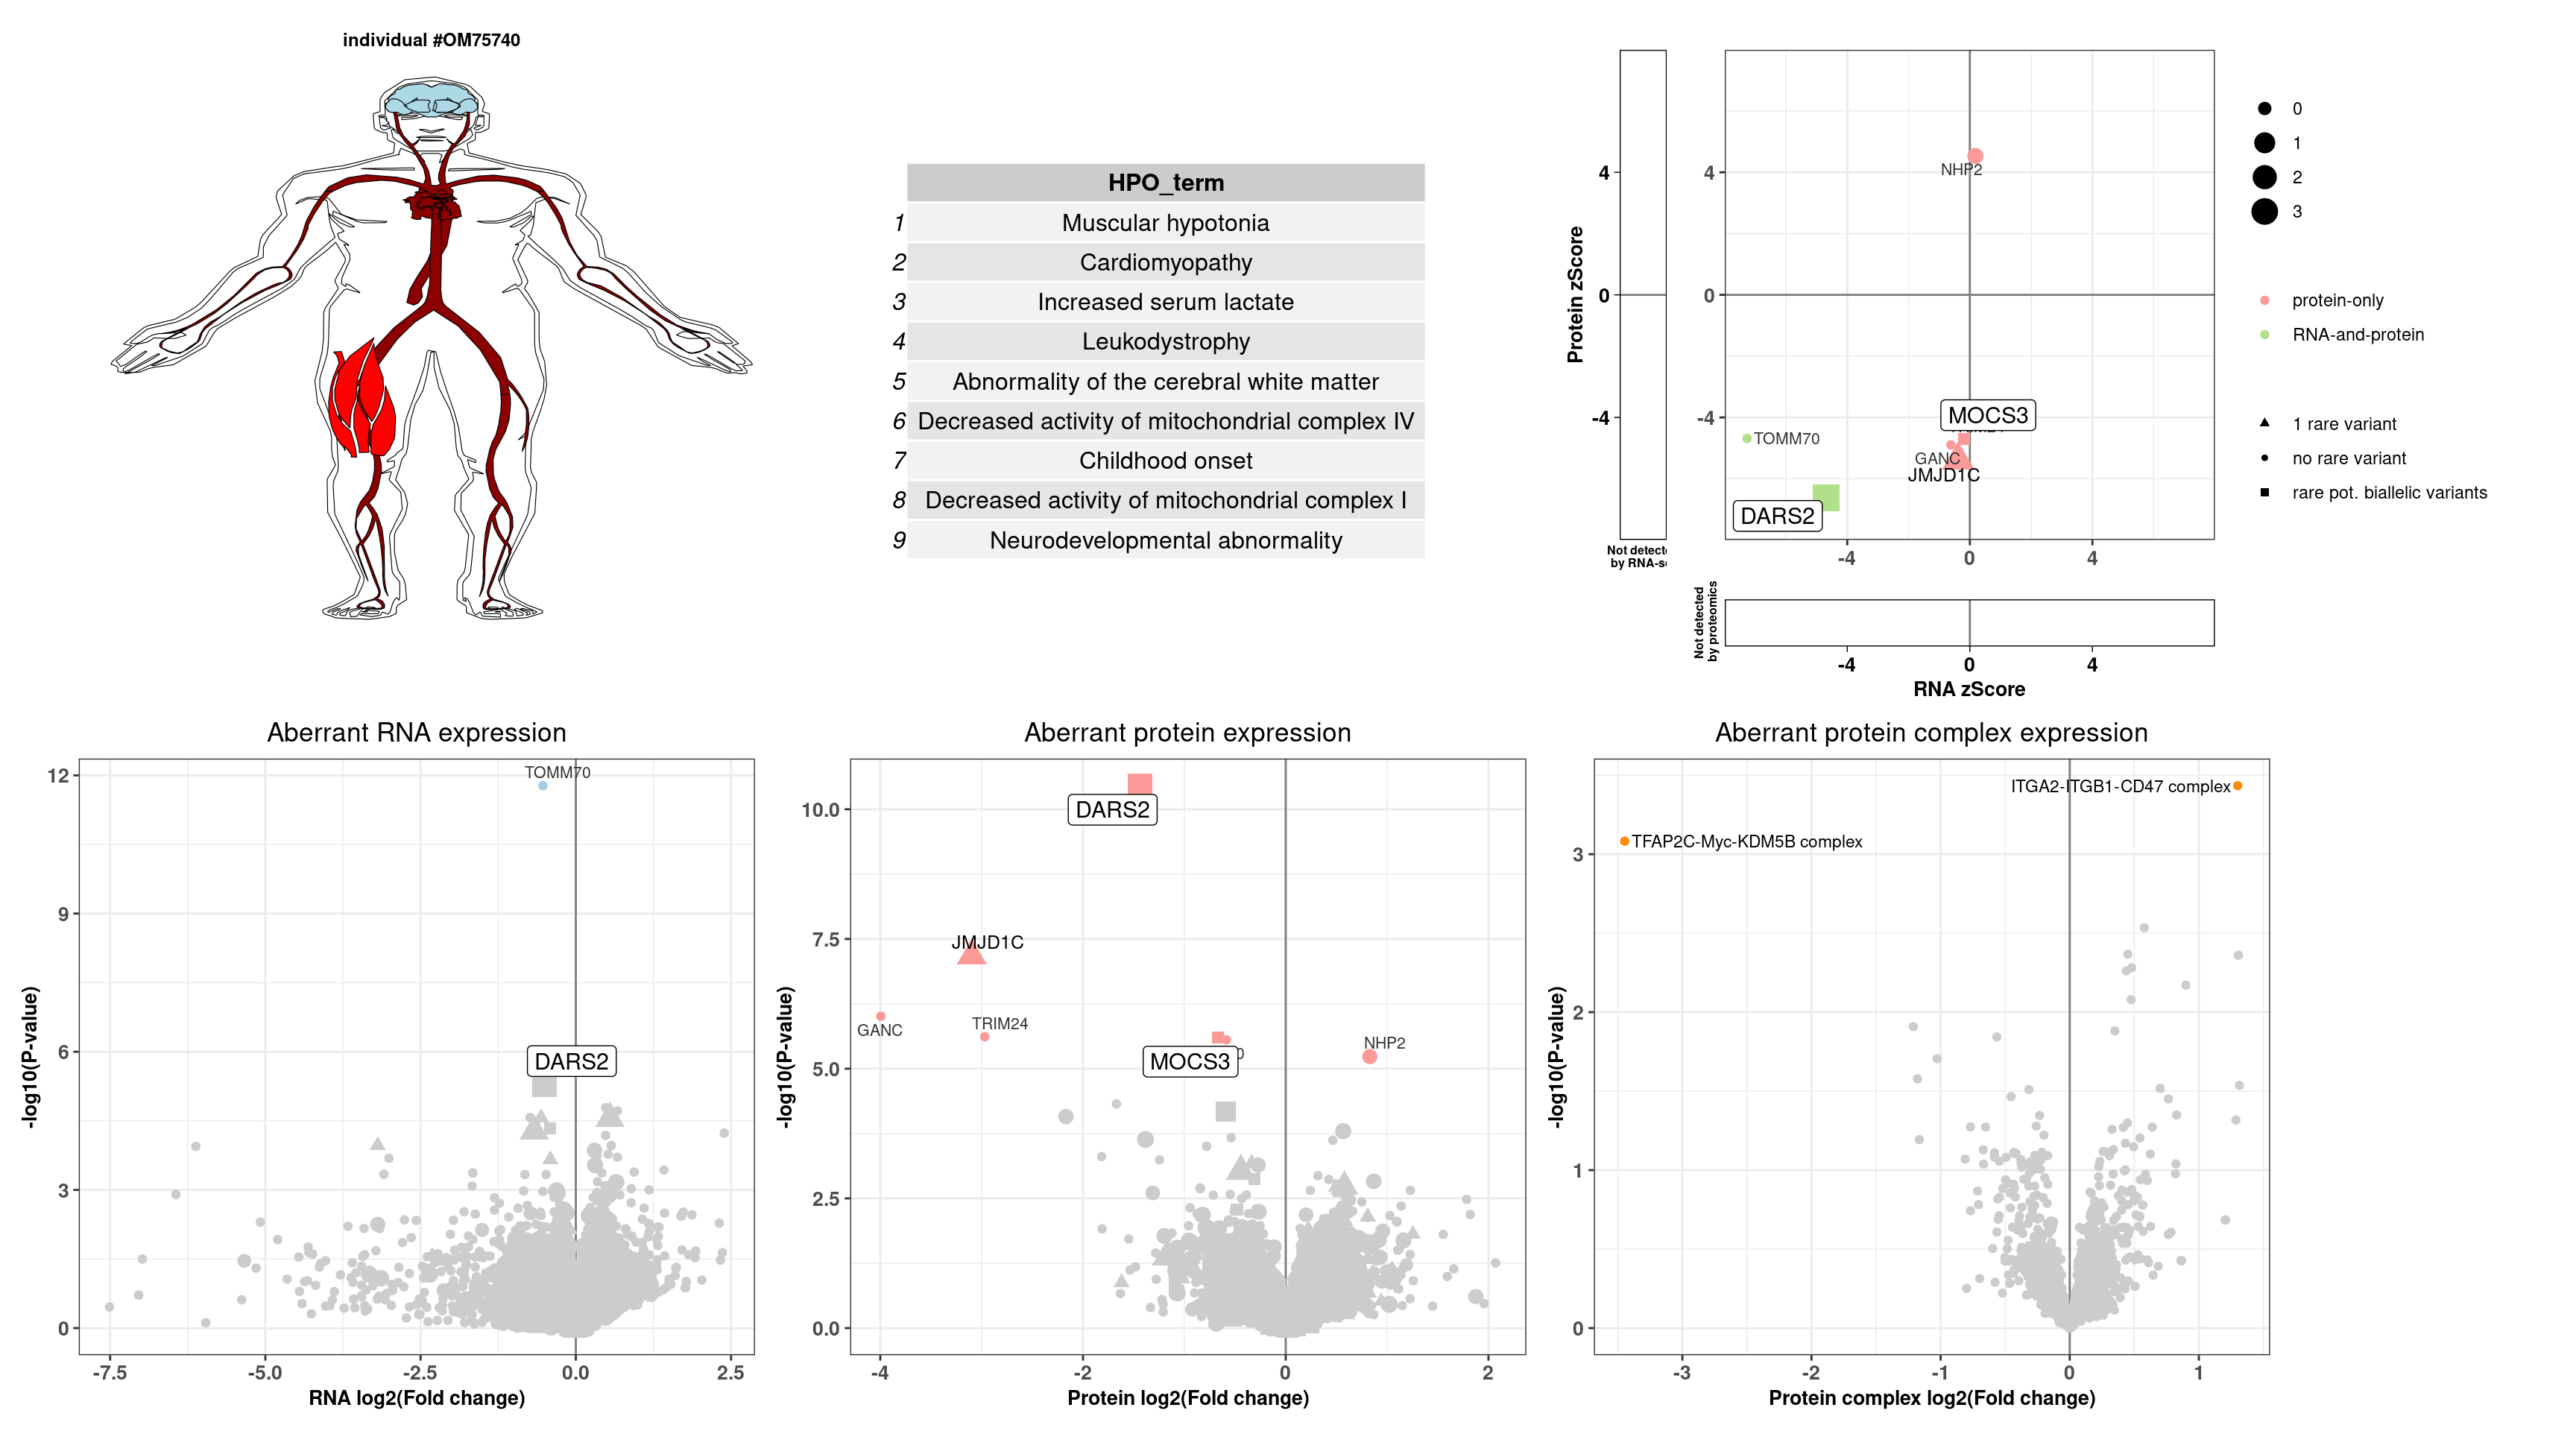 individual #OM75740
HPO_term
1 Muscular hypotonia
2 Cardiomyopathy
3 Increased serum lactate
4 Leukodystrophy
5 Abnormality of the cerebral white matter
6 Decreased activity of mitochondrial complex IV
7 Childhood onset
8 Decreased activity of mitochondrial complex I
9 Neurodevelopmental abnormality
Protein zScore
4
0
-4
Not detect
by RNA-s
4
0
-4
NHP2
MOCS3
TOMM70
GANC
JMJD1C
DARS2
-4 0 4
Not detected
by proteomics
-4 0 4
RNA zScore
0
1
2
3
protein-only
RNA-and-protein
1 rare variant
no rare variant
rare pot. biallelic variants
Aberrant RNA expression
-log10(P-value)
12
9
6
3
0
TOMM70
DARS2
-7.5 -5.0 -2.5 0.0 2.5
RNA log2(Fold change)
Aberrant protein expression
-log10(P-value)
10.0
7.5
5.0
2.5
0.0
DARS2
JMJD1C
GANC
TRIM24
MOCS3
NHP2
-4 -2 0 2
Protein log2(Fold change)
Aberrant protein complex expression
-log10(P-value)
3
2
1
0
ITGA2-ITGB1-CD47 complex
TFAP2C-Myc-KDM5B complex
-3 -2 -1 0 1
Protein complex log2(Fold change)